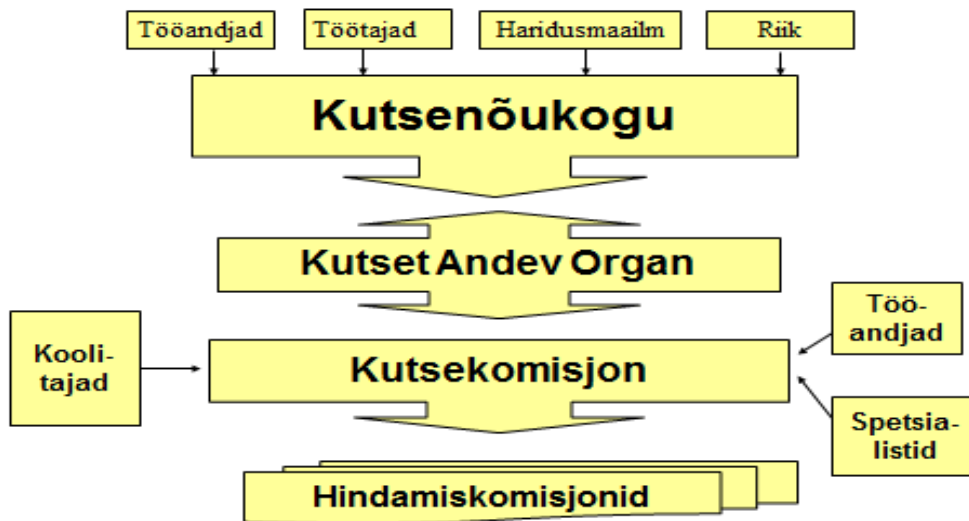 Tööandjad
Töötajad
Haridusmaailm
Riik
Kutsenõukogu
Kutset Andev Organ
Kooli-
tajad
Kutsekomisjon
Töö-
andjad
Spetsia-
listid
Hindamiskomisjonid